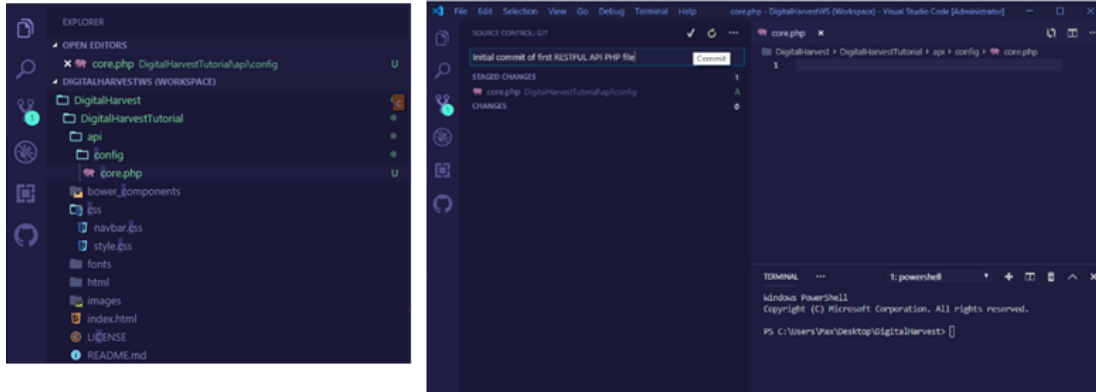 EXPLORER
OPEN EDITORS
core.php DigitalHarvestTutorial\api\config U
DIGITALHARVESTWS (WORKSPACE)
DigitalHarvest
DigitalHarvestTutorial
api
config
core.php U
bower_components
css
navbar.css
style.css
fonts
html
images
index.html
LICENSE
README.md
1
File Edit Selection View Go Debug Terminal Help core.php - DigitalHarvestWS (Workspace) - Visual Studio Code [Administrator]
SOURCE CONTROL: GIT
Initial commit of first RESTFUL API PHP file
Commit
STAGED CHANGES 1
core.php DigitalHarvestTutorial\api\config A
CHANGES 0
1
core.php
DigitalHarvest DigitalHarvestTutorial api config core.php
1
TERMINAL 1: powershell
Windows PowerShell
Copyright (C) Microsoft Corporation. All rights reserved.
PS C:\Users\Max\Desktop\DigitalHarvest>